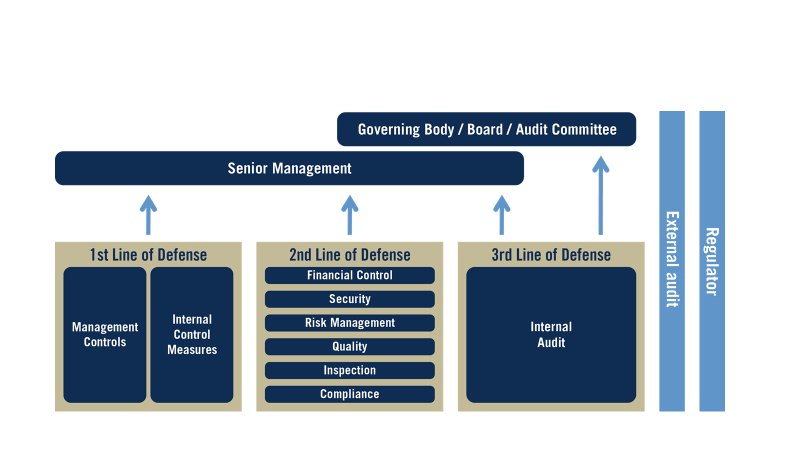 Governing Body / Board / Audit Committee
Senior Management
1st Line of Defense
Management
Controls
Internal
Control
Measures
2nd Line of Defense
Financial Control
Security
Risk Management
Quality
Inspection
Compliance
3rd Line of Defense
Internal
Audit
External audit
Regulator